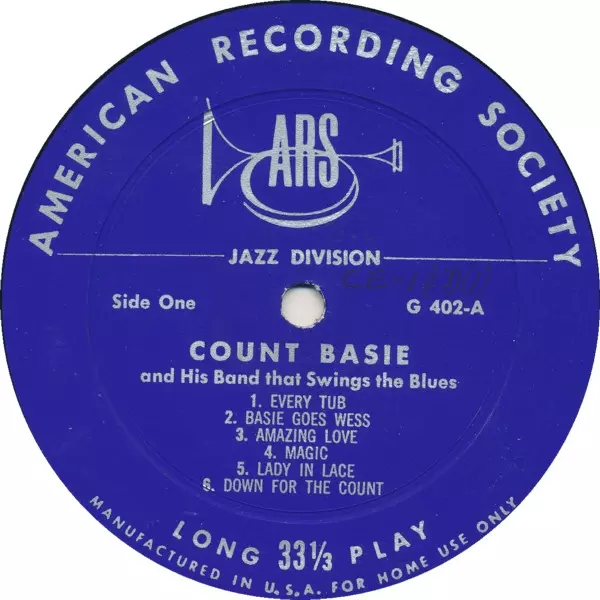 AMERICAN RECORDING SOCIETY
ARS
JAZZ DIVISION
Side One
G 402-A
COUNT BASIE
and His Band that Swings the Blues
1. EVERY TUB
2. BASIE GOES WESS
3. AMAZING LOVE
4. MAGIC
5. LADY IN LACE
6. DOWN FOR THE COUNT
LONG 33⅓ PLAY
MANUFACTURED IN U.S.A. FOR HOME USE ONLY